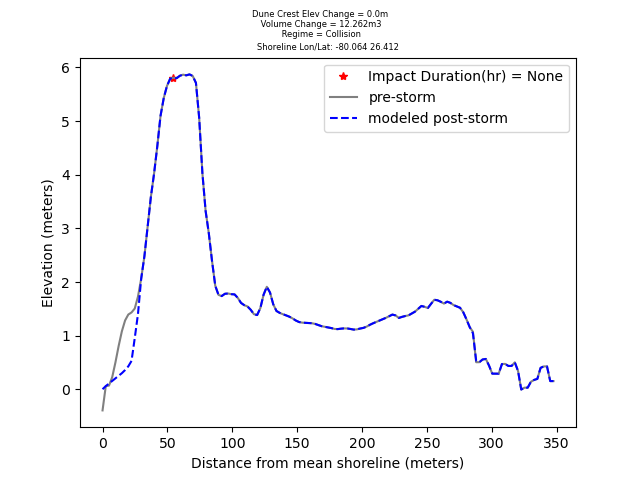 Dune Crest Elev Change = 0.0m
Volume Change = 12.262m3
Regime = Collision
Shoreline Lon/Lat: -80.064 26.412
Impact Duration(hr) = None
pre-storm
modeled post-storm
Elevation (meters)
6
5
4
3
2
1
0
0 50 100 150 200 250 300 350
Distance from mean shoreline (meters)